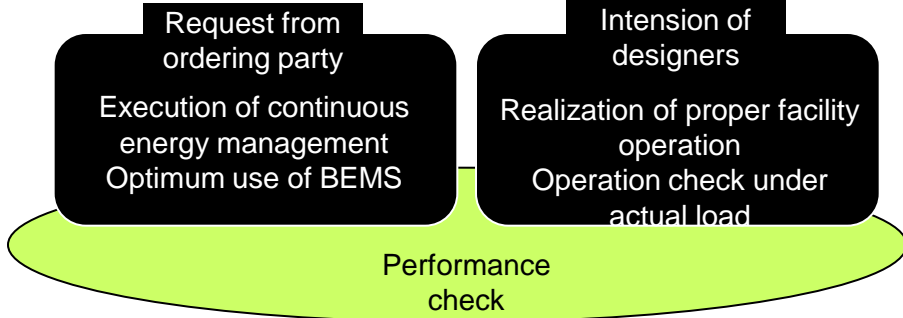 Request from
ordering party
Execution of continuous
energy management
Optimum use of BEMS
Intension of
designers
Realization of proper facility
operation
Operation check under
actual load
Performance
check